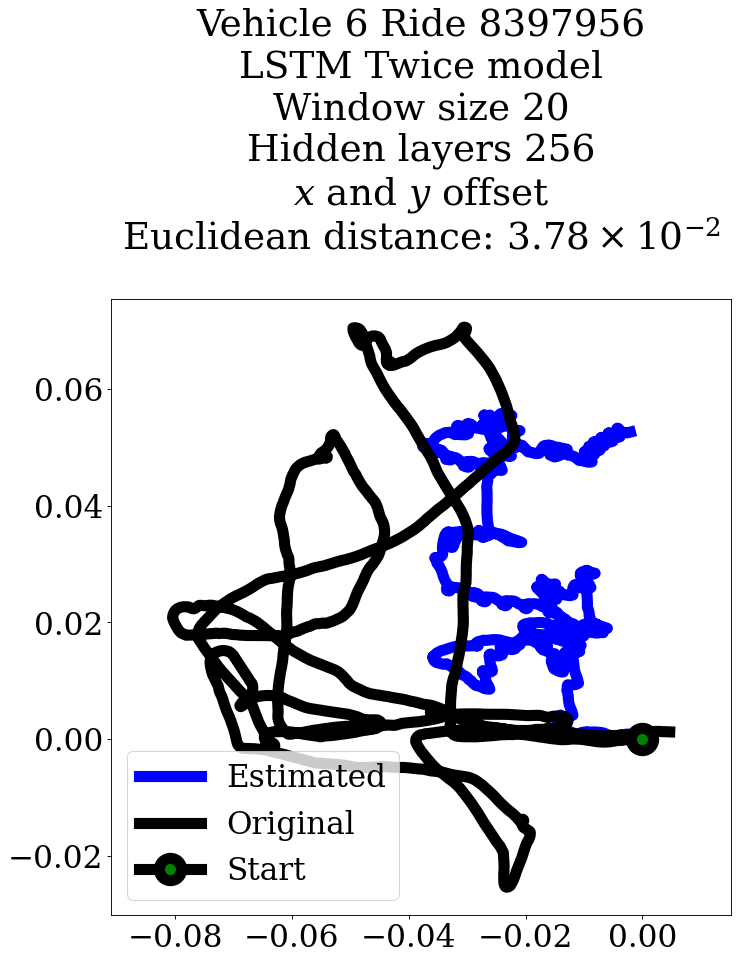 Vehicle 6 Ride 8397956
LSTM Twice model
Window size 20
Hidden layers 256
x and y offset
Euclidean distance: 3.78 × 10⁻²
0.06
0.04
0.02
0.00
−0.02
Estimated
Original
Start
−0.08 −0.06 −0.04 −0.02 0.00